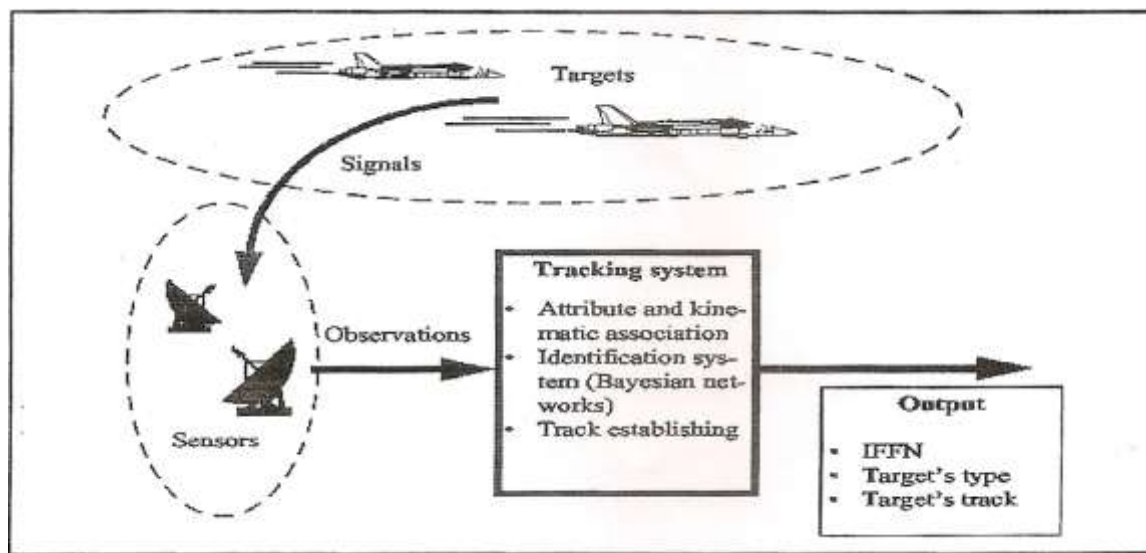 Targets
Signals
Sensors
Observations
Tracking system
• Attribute and kine-
matic association
• Identification sys-
tem (Bayesian net-
works)
• Track establishing
Output
• IFFN
• Target's type
• Target's track